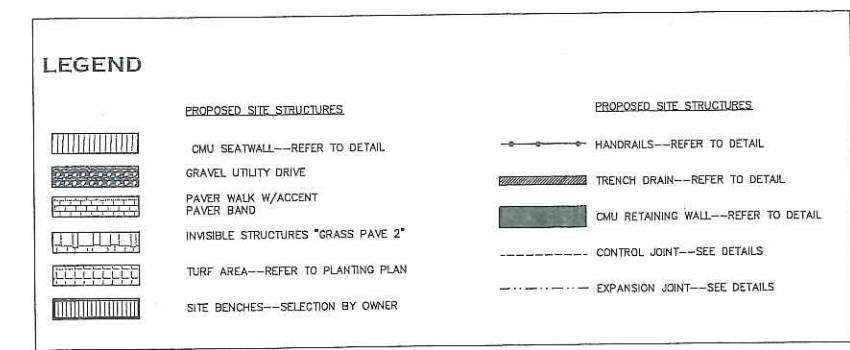 LEGEND
PROPOSED SITE STRUCTURES
CMU SEATWALL--REFER TO DETAIL
GRAVEL UTILITY DRIVE
PAVER WALK W/ACCENT
PAVER BAND
INVISIBLE STRUCTURES "GRASS PAVE 2"
TURF AREA--REFER TO PLANTING PLAN
SITE BENCHES--SELECTION BY OWNER
PROPOSED SITE STRUCTURES
HANDRAILS--REFER TO DETAIL
TRENCH DRAIN--REFER TO DETAIL
CMU RETAINING WALL--REFER TO DETAIL
CONTROL JOINT--SEE DETAILS
EXPANSION JOINT--SEE DETAILS